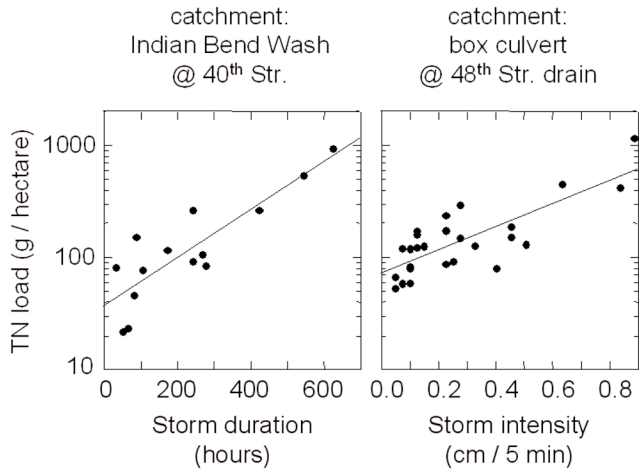 catchment:
Indian Bend Wash
@ 40th Str.
catchment:
box culvert
@ 48th Str. drain
TN load (g / hectare)
1000
100
10
0 200 400 600
0.0 0.2 0.4 0.6 0.8
Storm duration
(hours)
Storm intensity
(cm / 5 min)